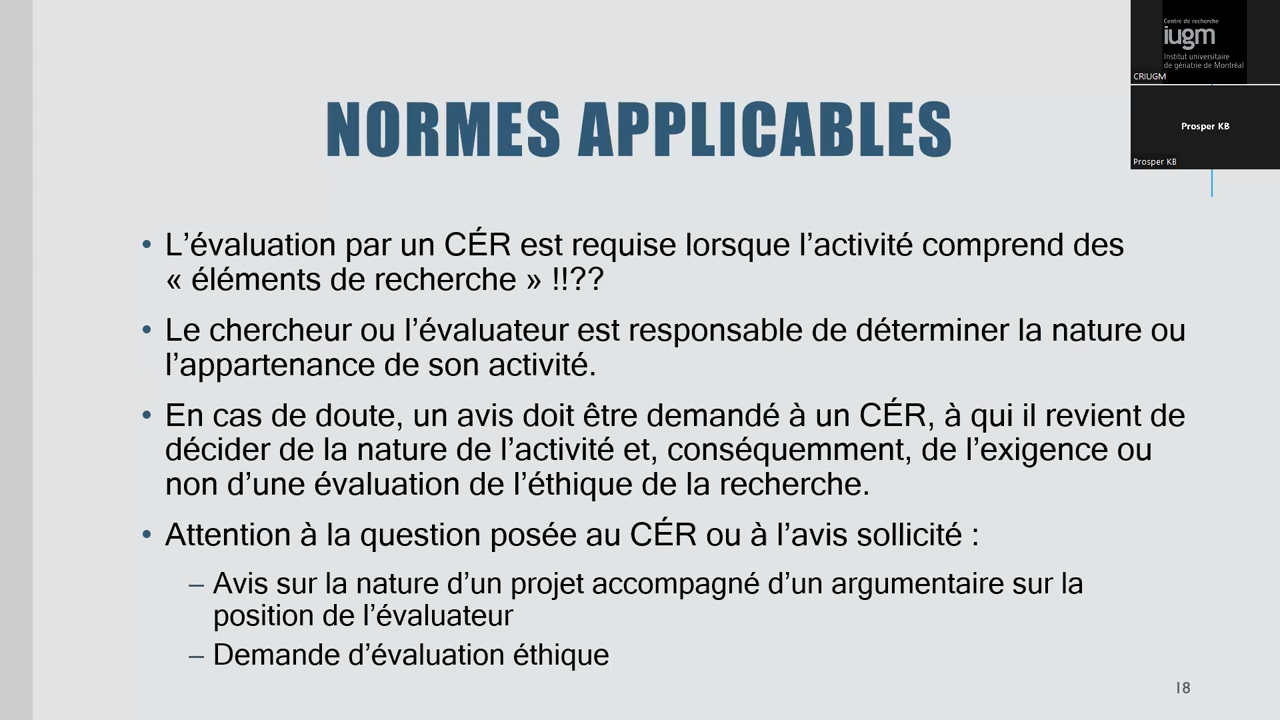 Centre de recherche
iugm
Institut universitaire
de gériatrie de Montréal
CRIUGM
Prosper KB
Prosper KB
NORMES APPLICABLES
• L’évaluation par un CÉR est requise lorsque l’activité comprend des
« éléments de recherche » !!??
• Le chercheur ou l’évaluateur est responsable de déterminer la nature ou
l’appartenance de son activité.
• En cas de doute, un avis doit être demandé à un CÉR, à qui il revient de
décider de la nature de l’activité et, conséquemment, de l’exigence ou
non d’une évaluation de l’éthique de la recherche.
• Attention à la question posée au CÉR ou à l’avis sollicité :
– Avis sur la nature d’un projet accompagné d’un argumentaire sur la
position de l’évaluateur
– Demande d’évaluation éthique
18